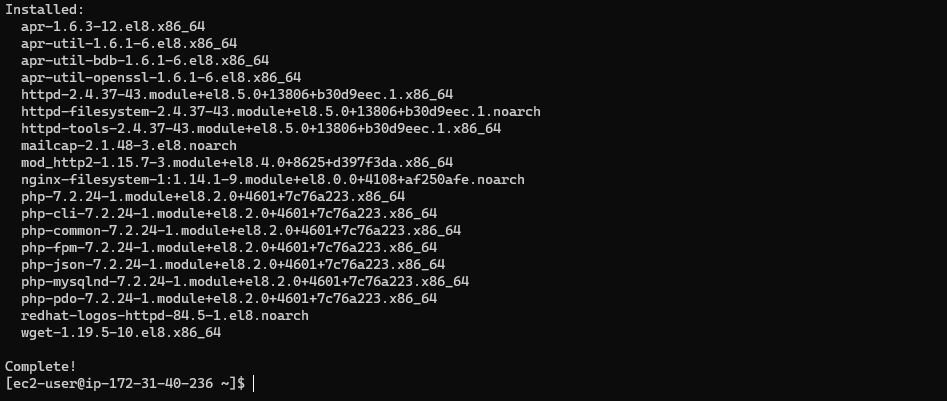 Installed:
apr-1.6.3-12.el8.x86_64
apr-util-1.6.1-6.el8.x86_64
apr-util-bdb-1.6.1-6.el8.x86_64
apr-util-openssl-1.6.1-6.el8.x86_64
httpd-2.4.37-43.module+el8.5.0+13806+b30d9eec.1.x86_64
httpd-filesystem-2.4.37-43.module+el8.5.0+13806+b30d9eec.1.noarch
httpd-tools-2.4.37-43.module+el8.5.0+13806+b30d9eec.1.x86_64
mailcap-2.1.48-3.el8.noarch
mod_http2-1.15.7-3.module+el8.4.0+8625+d397f3da.x86_64
nginx-filesystem-1:1.14.1-9.module+el8.0.0+4108+af250afe.noarch
php-7.2.24-1.module+el8.2.0+4601+7c76a223.x86_64
php-cli-7.2.24-1.module+el8.2.0+4601+7c76a223.x86_64
php-common-7.2.24-1.module+el8.2.0+4601+7c76a223.x86_64
php-fpm-7.2.24-1.module+el8.2.0+4601+7c76a223.x86_64
php-json-7.2.24-1.module+el8.2.0+4601+7c76a223.x86_64
php-mysqlnd-7.2.24-1.module+el8.2.0+4601+7c76a223.x86_64
php-pdo-7.2.24-1.module+el8.2.0+4601+7c76a223.x86_64
redhat-logos-httpd-84.5-1.el8.noarch
wget-1.19.5-10.el8.x86_64
Complete!
[ec2-user@ip-172-31-40-236 ~]$